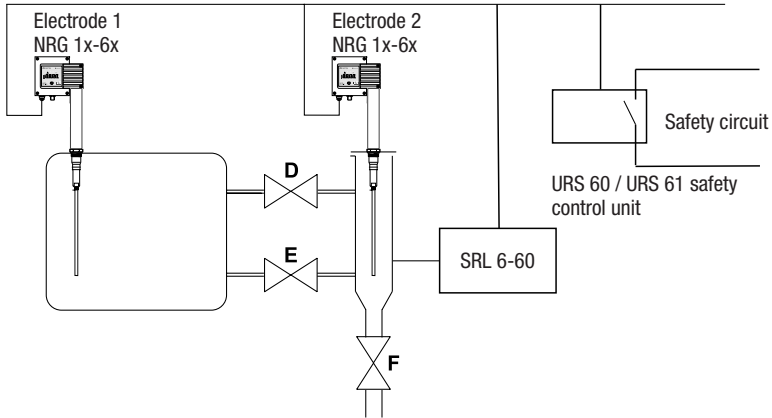 Electrode 1
NRG 1x-6x
Electrode 2
NRG 1x-6x
Safety circuit
URS 60 / URS 61 safety
control unit
D
E
SRL 6-60
F